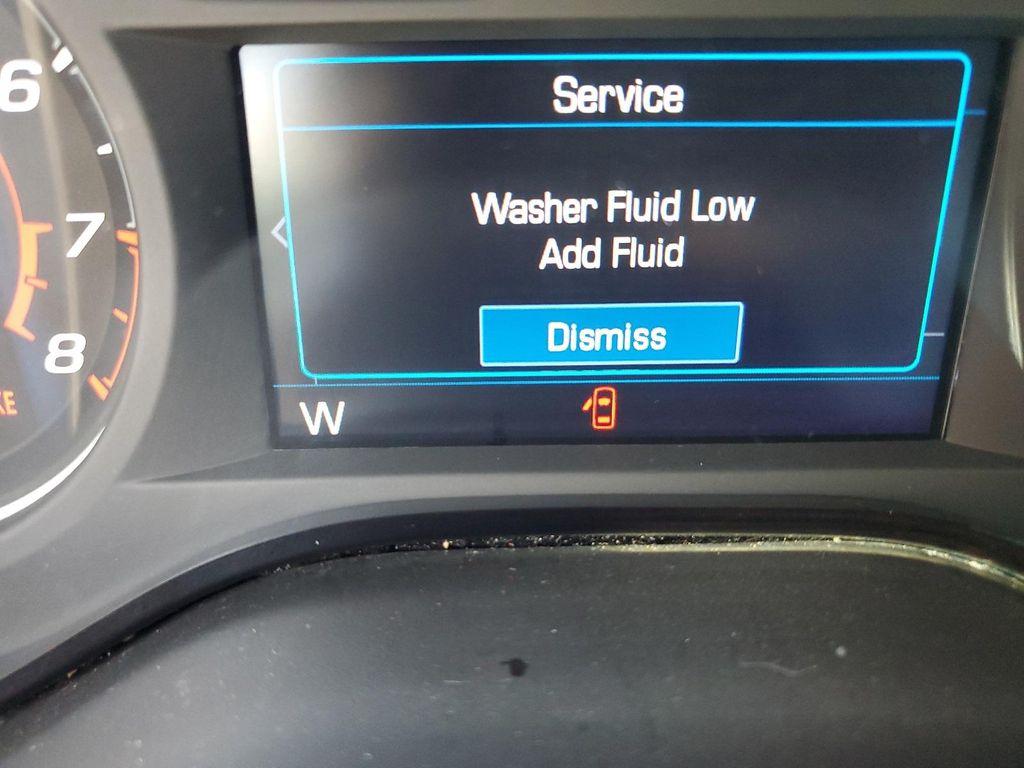 6
7
8
Service
Washer Fluid Low
Add Fluid
Dismiss
W